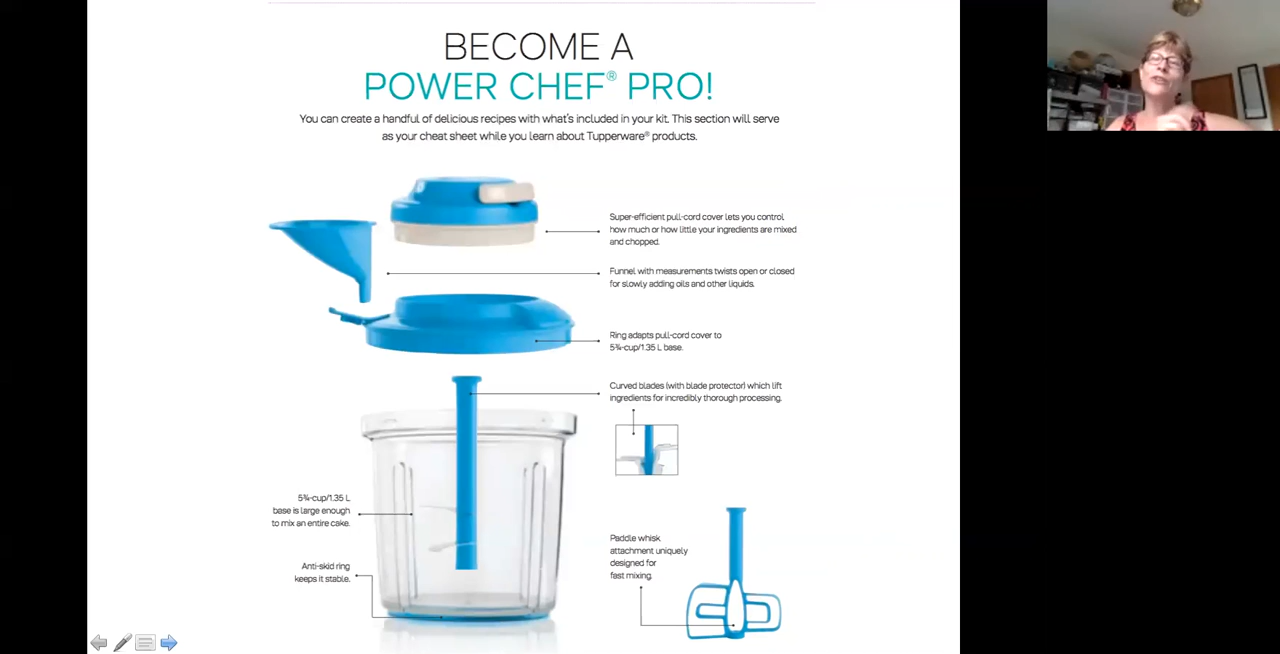 BECOME A
POWER CHEF® PRO!
You can create a handful of delicious recipes with what's included in your kit. This section will serve
as your cheat sheet while you learn about Tupperware® products.
Super-efficient pull-cord cover lets you control
how much or how little your ingredients are mixed
and chopped.
Funnel with measurements twists open or closed
for slowly adding oils and other liquids.
Ring adapts pull-cord cover to
5¾-cup/1.35 L base.
Curved blades (with blade protector) which lift
ingredients for incredibly thorough processing.
5¾-cup/1.35 L
base is large enough
to mix an entire cake.
Anti-skid ring
keeps it stable.
Paddle whisk
attachment uniquely
designed for
fast mixing.